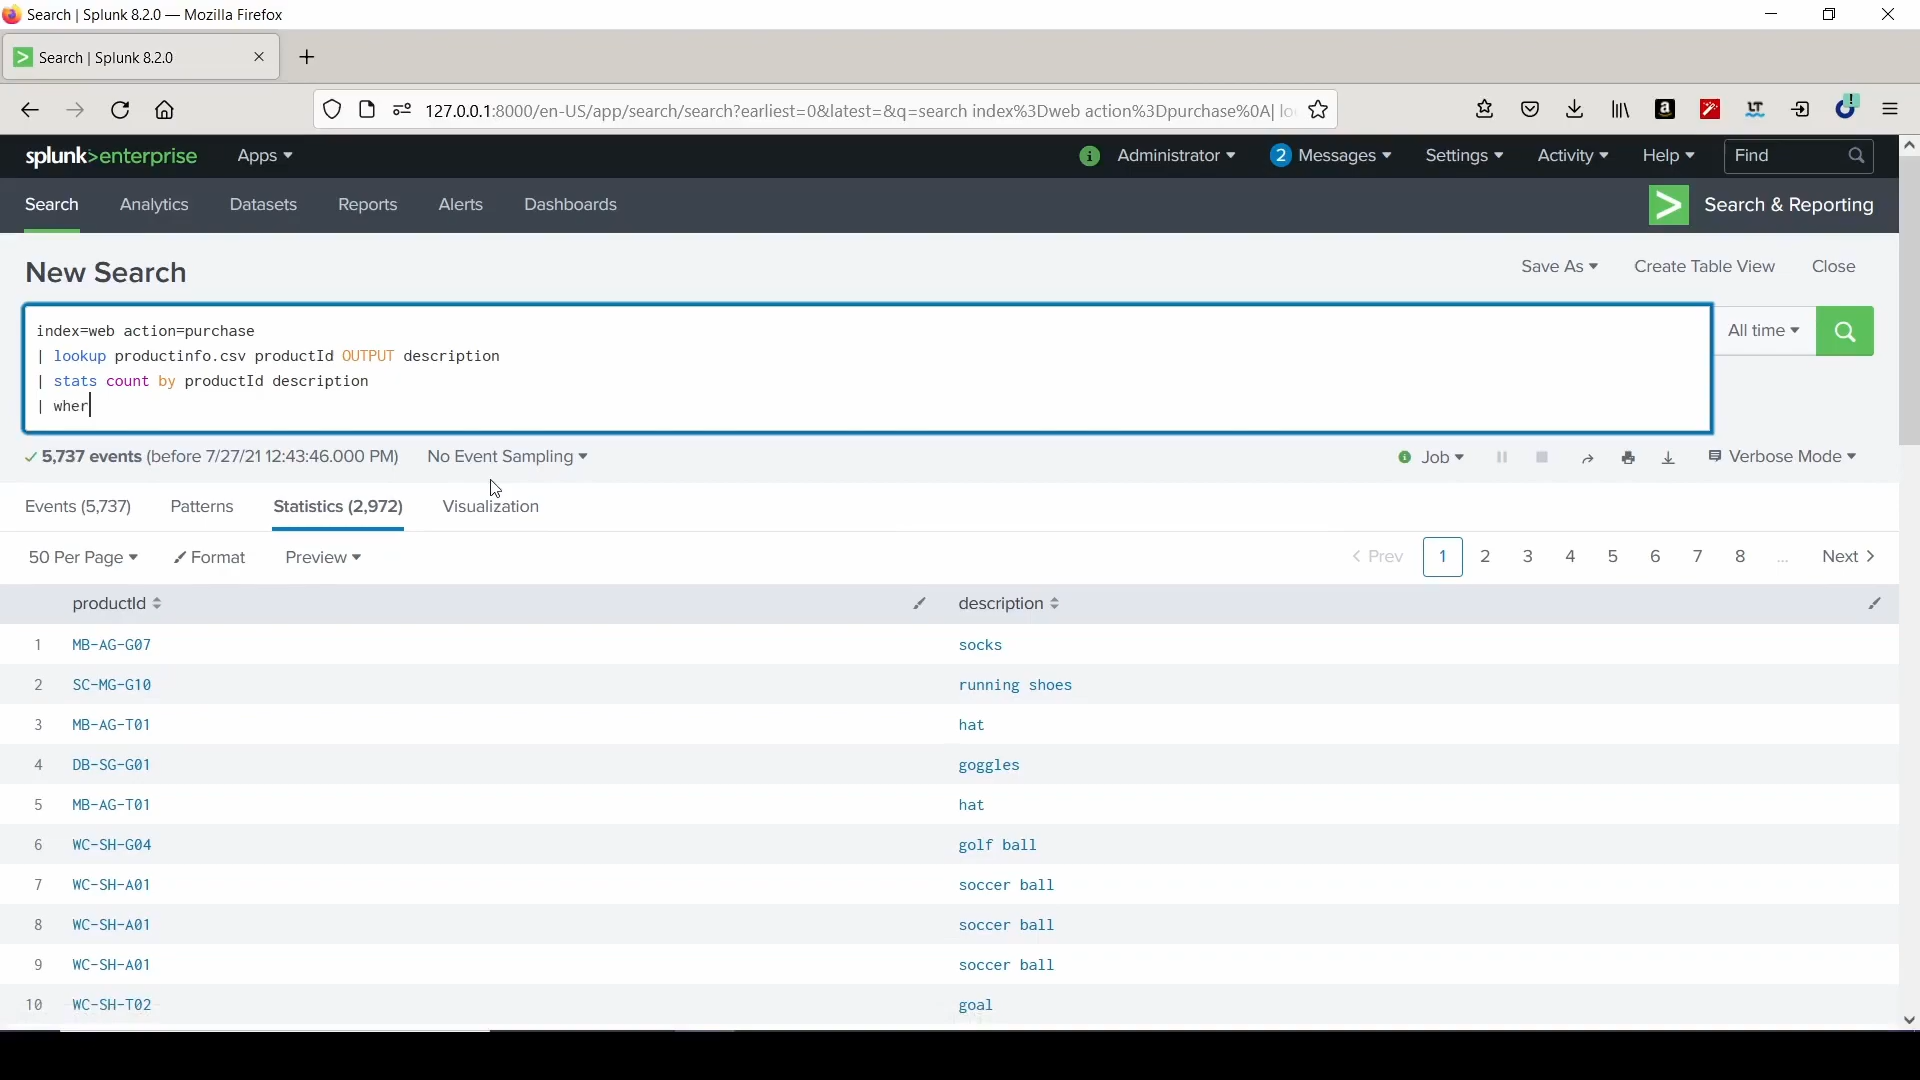 Search | Splunk 8.2.0 — Mozilla Firefox
Search | Splunk 8.2.0
127.0.0.1:8000/en-US/app/search/search?earliest=0&latest=&q=search index%3Dweb action%3Dpurchase%0A| lo
splunk>enterprise Apps Administrator 2 Messages Settings Activity Help Find
Search Analytics Datasets Reports Alerts Dashboards Search & Reporting
New Search Save As Create Table View Close
index=web action=purchase All time
| lookup productinfo.csv productId OUTPUT description
| stats count by productId description
| wher
5,737 events (before 7/27/21 12:43:46.000 PM) No Event Sampling Job Verbose Mode
Events (5,737) Patterns Statistics (2,972) Visualization
50 Per Page Format Preview < Prev 1 2 3 4 5 6 7 8 ... Next >
productId description
1 MB-AG-G07 socks
2 SC-MG-G10 running shoes
3 MB-AG-T01 hat
4 DB-SG-G01 goggles
5 MB-AG-T01 hat
6 WC-SH-G04 golf ball
7 WC-SH-A01 soccer ball
8 WC-SH-A01 soccer ball
9 WC-SH-A01 soccer ball
10 WC-SH-T02 goal